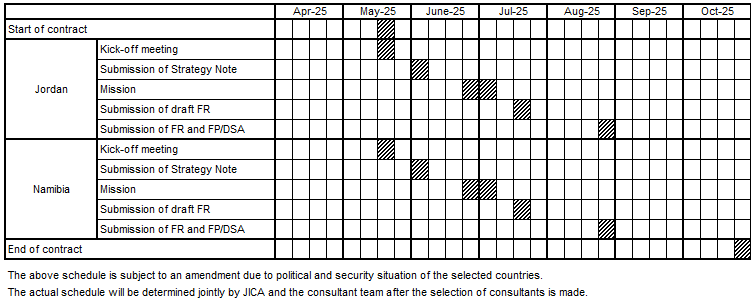 Apr-25 May-25 June-25 Jul-25 Aug-25 Sep-25 Oct-25
Start of contract
Jordan
Kick-off meeting
Submission of Strategy Note
Mission
Submission of draft FR
Submission of FR and FP/DSA
Namibia
Kick-off meeting
Submission of Strategy Note
Mission
Submission of draft FR
Submission of FR and FP/DSA
End of contract
The above schedule is subject to an amendment due to political and security situation of the selected countries.
The actual schedule will be determined jointly by JICA and the consultant team after the selection of consultants is made.